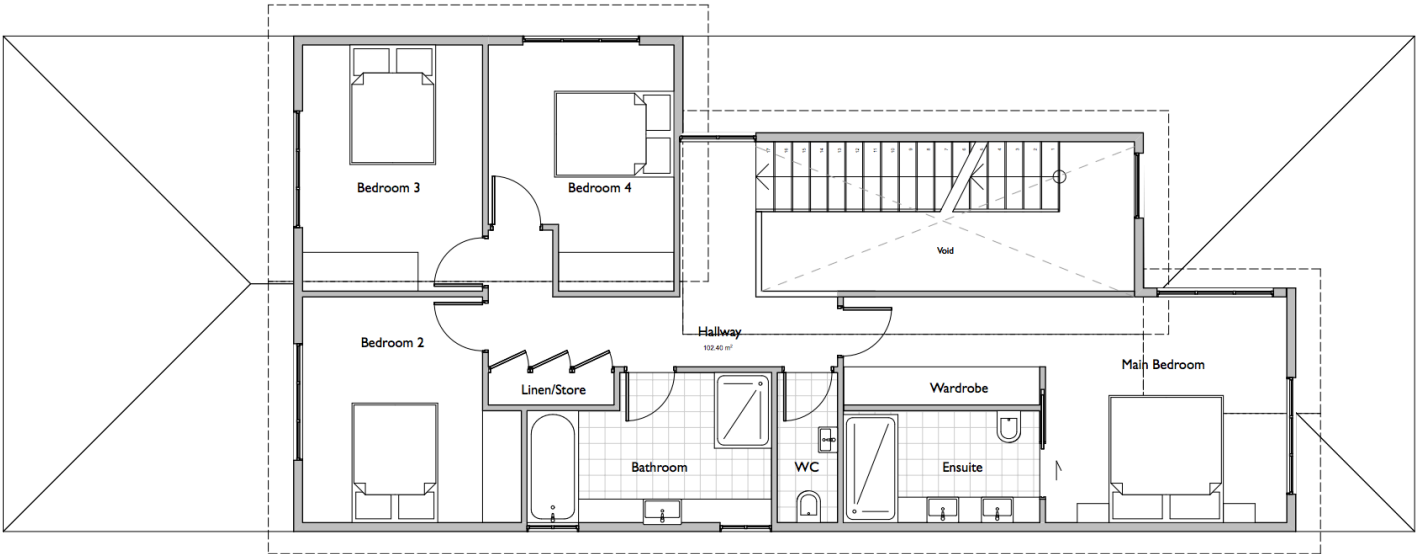 Bedroom 3
Bedroom 4
Void
Bedroom 2
Hallway
102.40 m²
Main Bedroom
Linen/Store
Wardrobe
Bathroom
WC
Ensuite